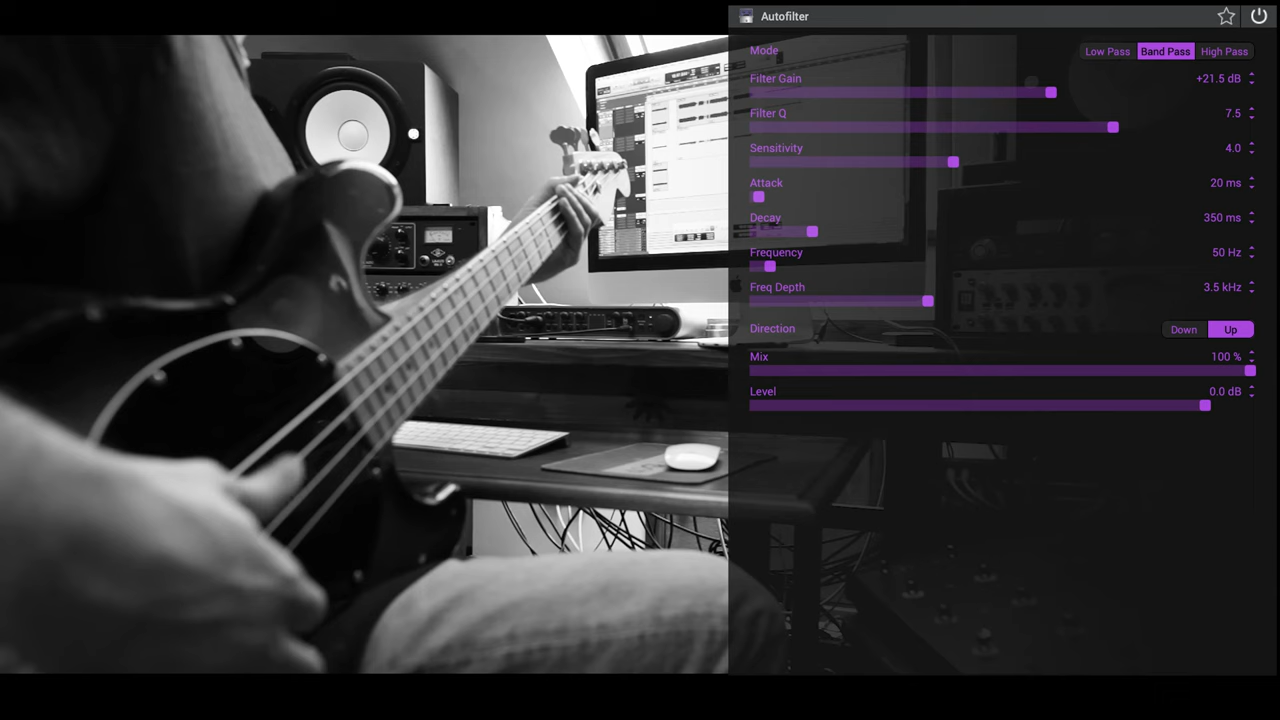 Autofilter
Mode Low Pass Band Pass High Pass
Filter Gain +21.5 dB
Filter Q 7.5
Sensitivity 4.0
Attack 20 ms
Decay 350 ms
Frequency 50 Hz
Freq Depth 3.5 kHz
Direction Down Up
Mix 100 %
Level 0.0 dB